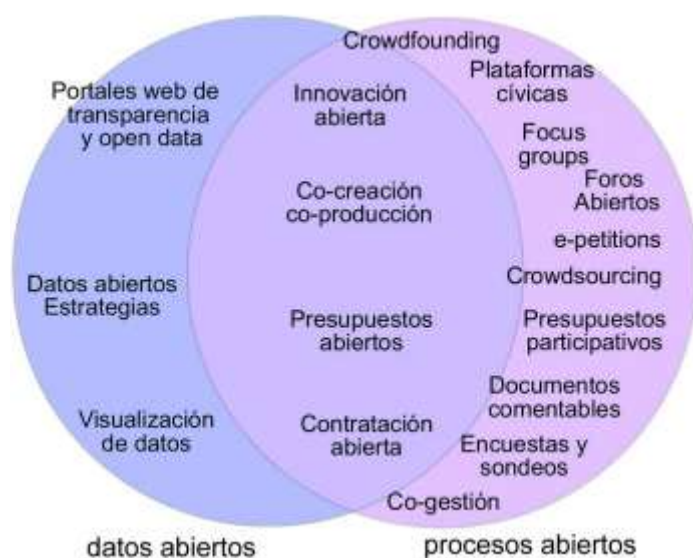 Crowdfounding
Portales web de
transparencia
y open data
Innovación
abierta
Plataformas
cívicas
Focus
groups
Foros
Abiertos
Co-creación
co-producción
e-petitions
Datos abiertos
Estrategias
Crowdsourcing
Presupuestos
abiertos
Presupuestos
participativos
Documentos
comentables
Visualización
de datos
Contratación
abierta
Encuestas y
sondeos
Co-gestión
datos abiertos
procesos abiertos